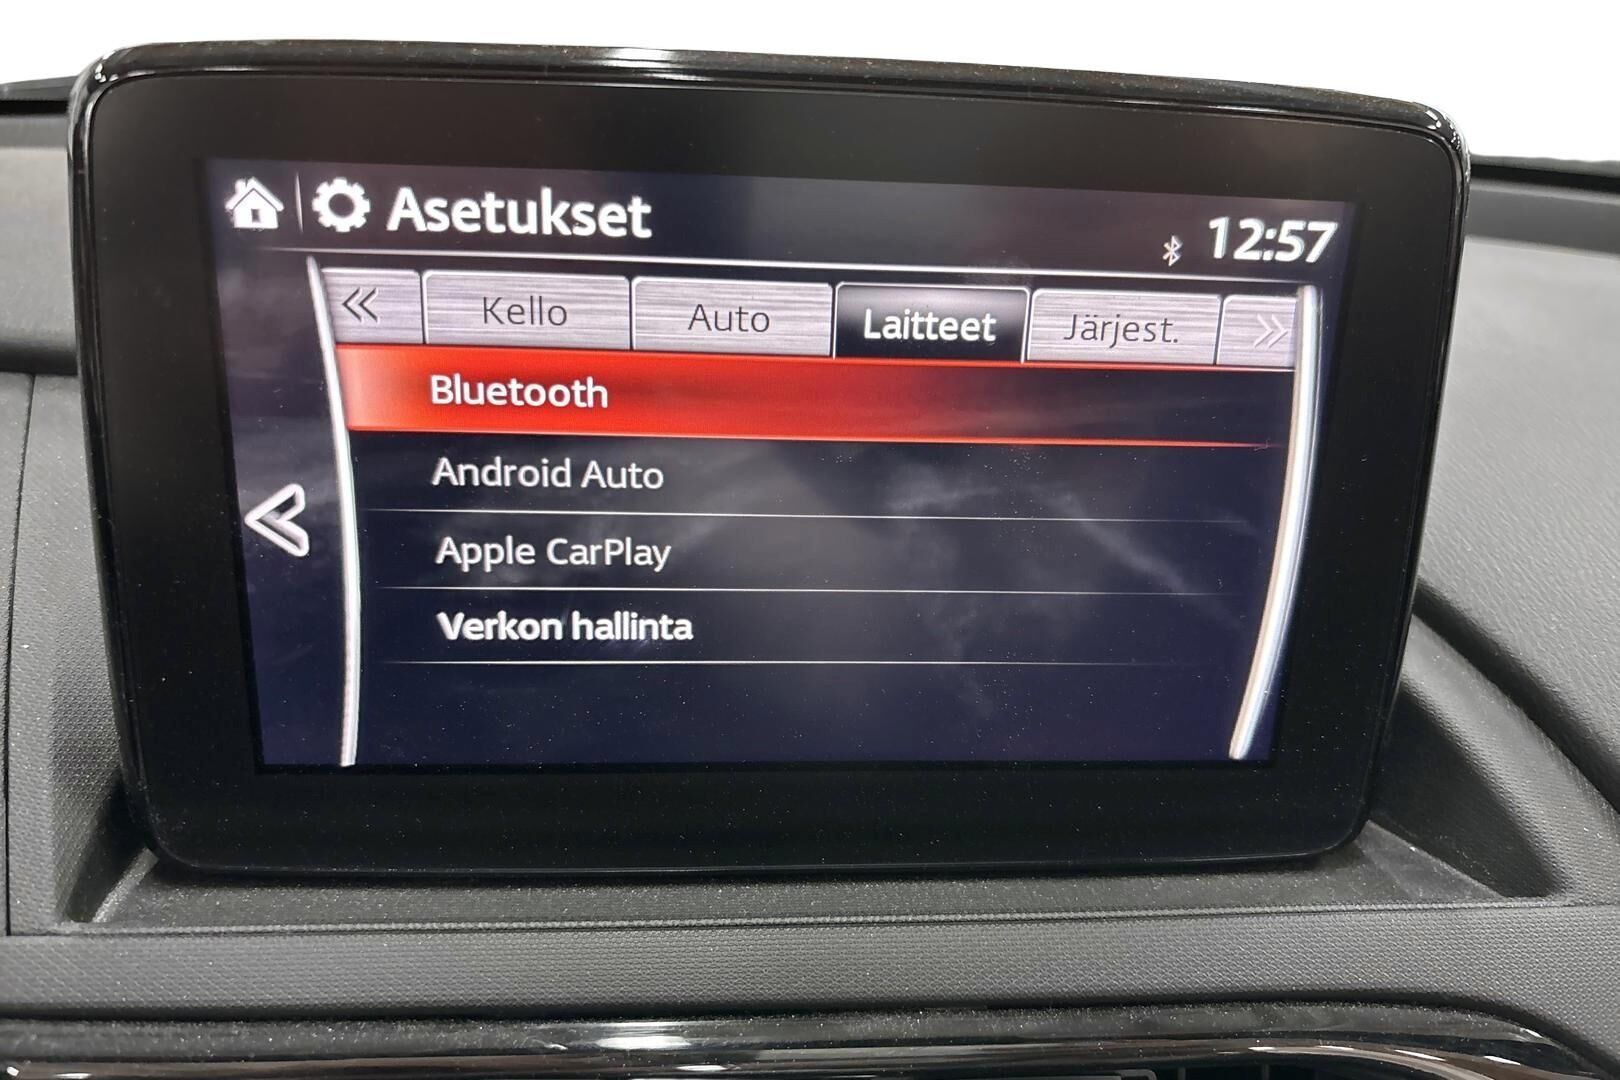 Asetukset
12:57
Kello Auto Laitteet Järjest.
Bluetooth
Android Auto
Apple CarPlay
Verkon hallinta